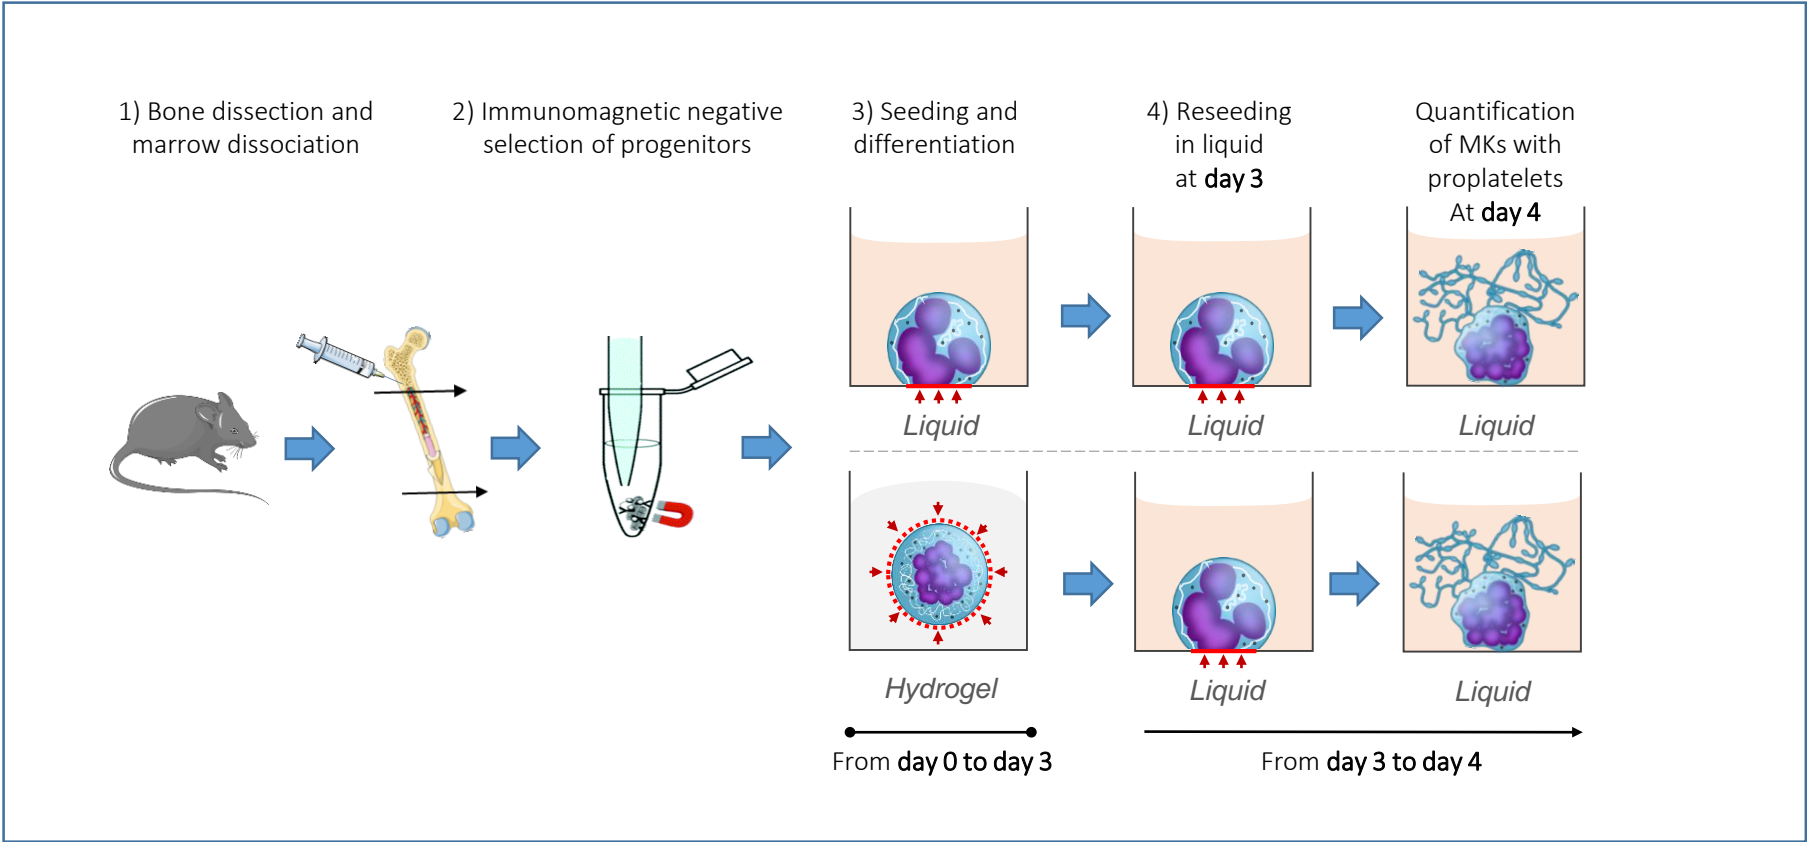 1) Bone dissection and
marrow dissociation
2) Immunomagnetic negative
selection of progenitors
3) Seeding and
differentiation
4) Reseeding
in liquid
at day 3
Quantification
of MKs with
proplatelets
At day 4
Liquid
Liquid
Liquid
Hydrogel
Liquid
Liquid
From day 0 to day 3
From day 3 to day 4